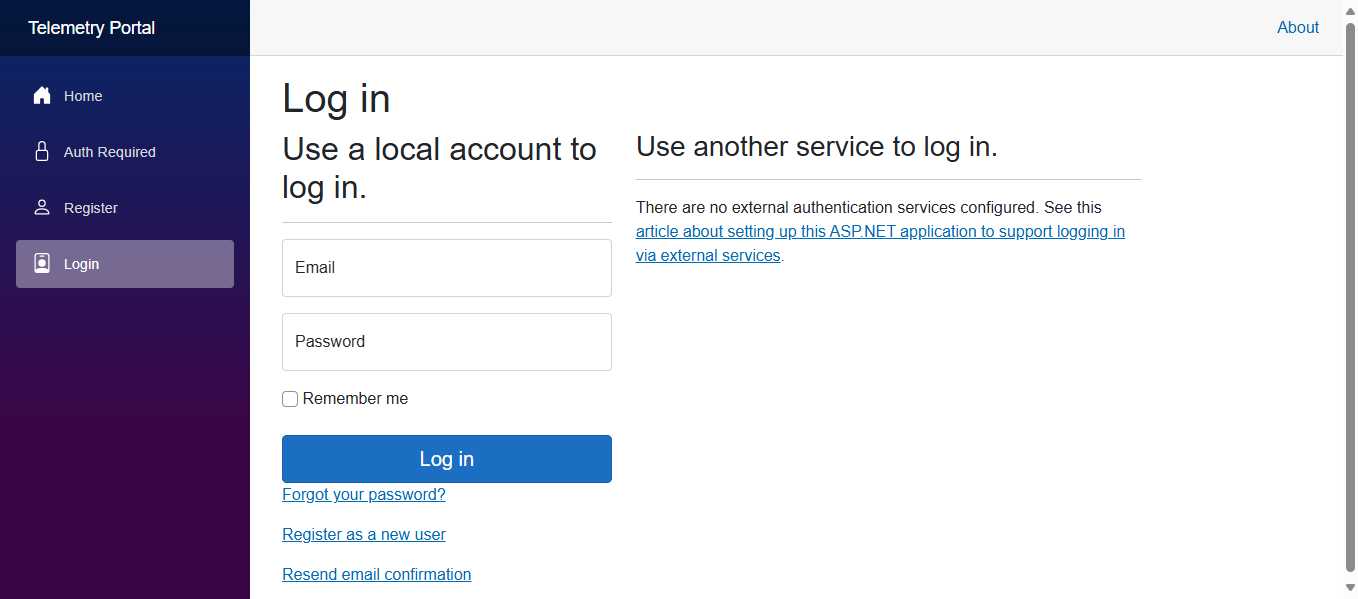 Telemetry Portal
About
Home
Auth Required
Register
Login
Log in
Use a local account to
log in.
Email
Password
Remember me
Log in
Forgot your password?
Register as a new user
Resend email confirmation
Use another service to log in.
There are no external authentication services configured. See this
article about setting up this ASP.NET application to support logging in
via external services.